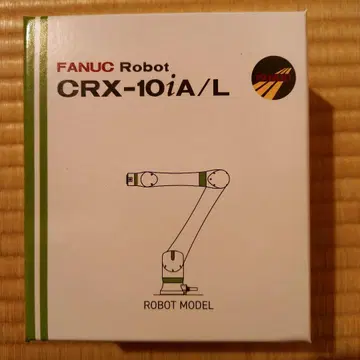 FANUC Robot
CRX-10iA/L
ROBOT MODEL